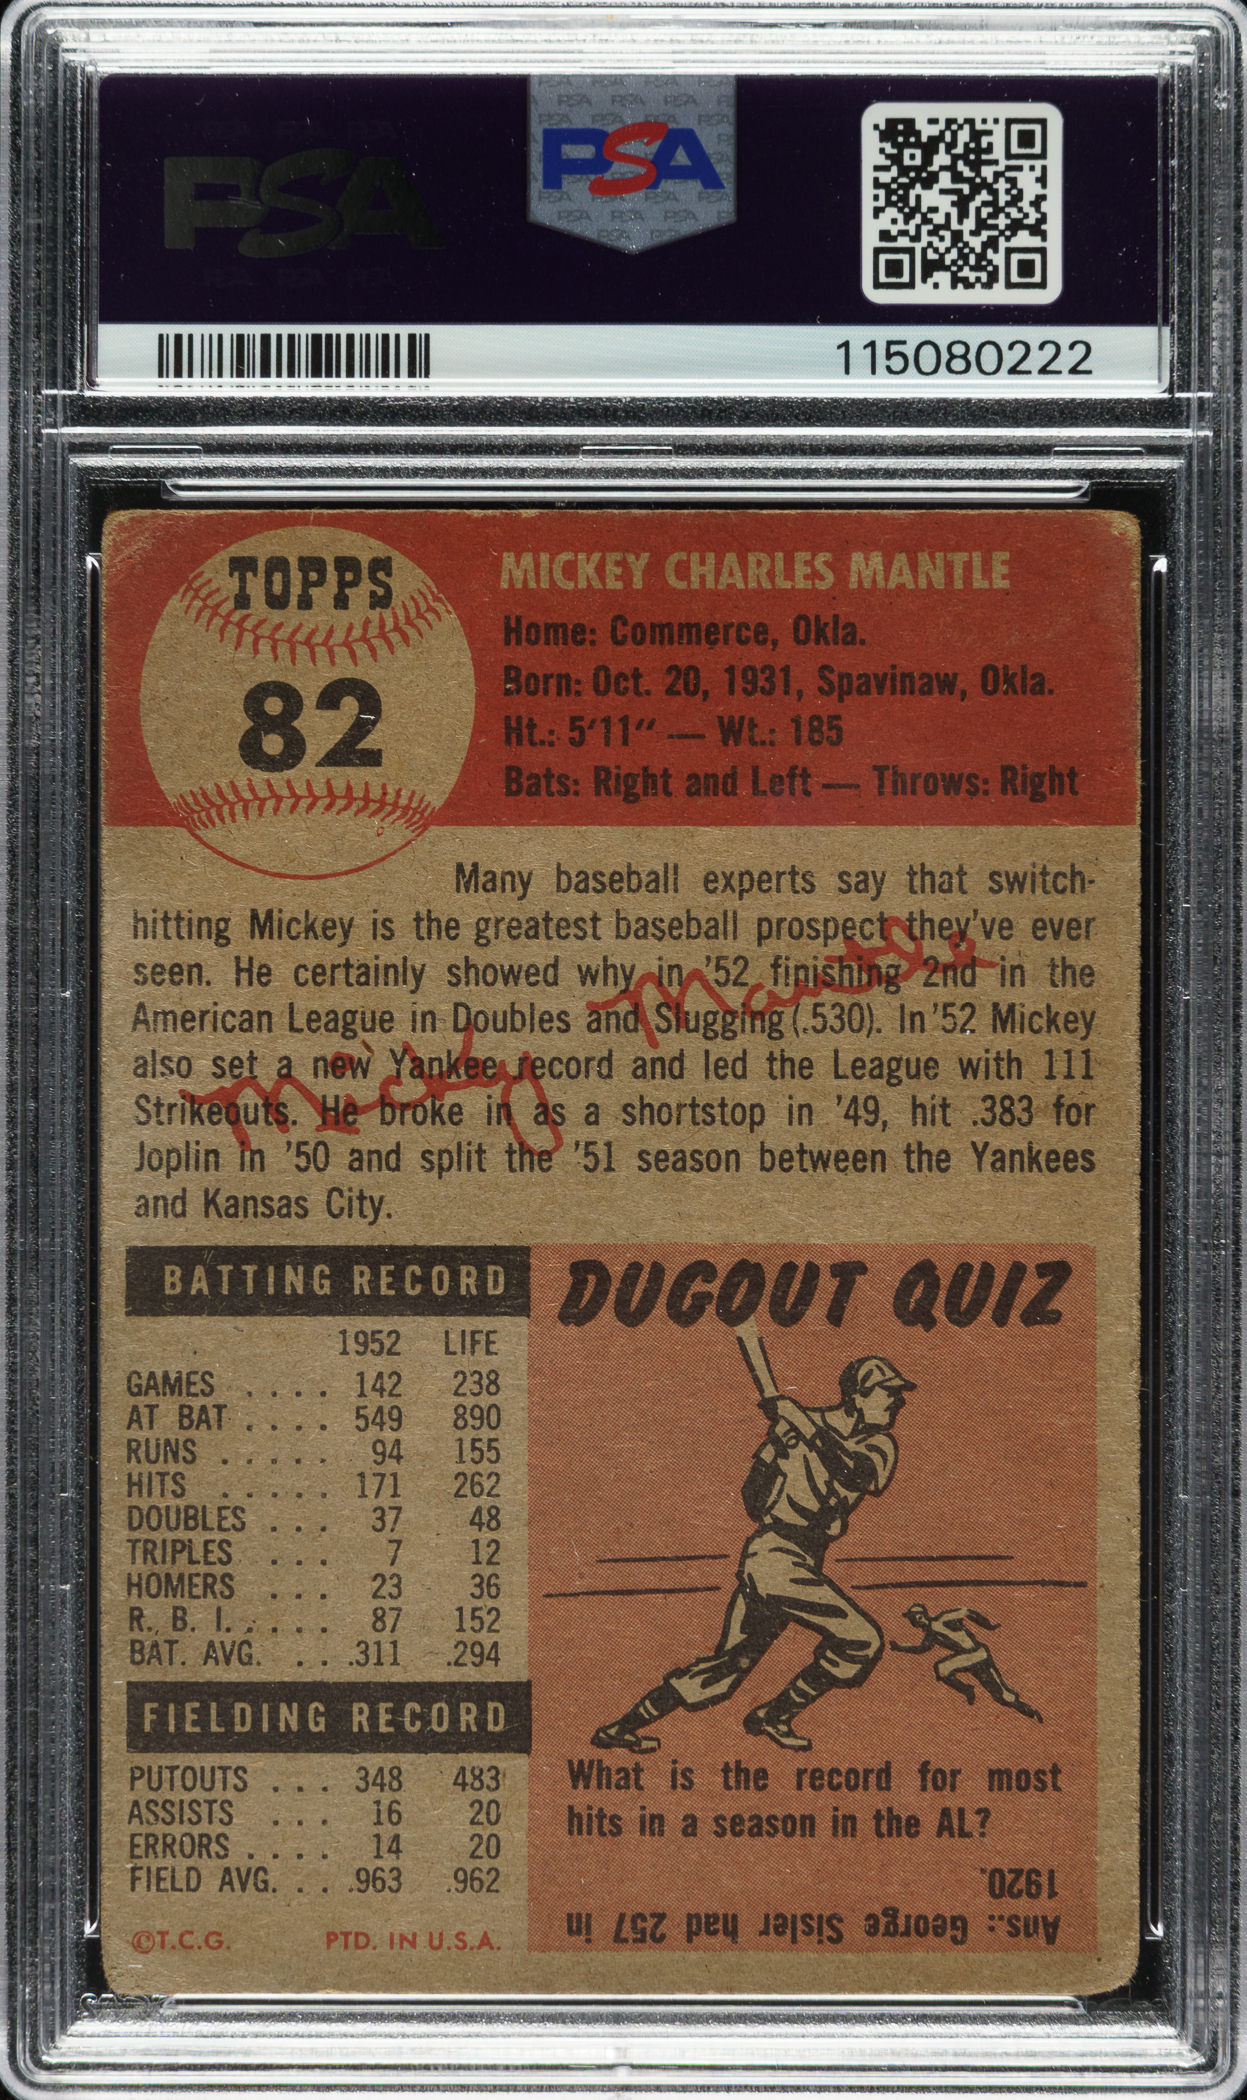 PSA
PSA
115080222
TOPPS
82
MICKEY CHARLES MANTLE
Home: Commerce, Okla.
Born: Oct. 20, 1931, Spavinaw, Okla.
Ht.: 5'11" — Wt.: 185
Bats: Right and Left — Throws: Right
Many baseball experts say that switch-
hitting Mickey is the greatest baseball prospect they've ever
seen. He certainly showed why in '52 finishing 2nd in the
American League in Doubles and Slugging (.530). In '52 Mickey
also set a new Yankee record and led the League with 111
Strikeouts. He broke in as a shortstop in '49, hit .383 for
Joplin in '50 and split the '51 season between the Yankees
and Kansas City.
Mickey Mantle
BATTING RECORD
1952 LIFE
GAMES . . . . 142 238
AT BAT . . . . 549 890
RUNS . . . . . 94 155
HITS . . . . . 171 262
DOUBLES . . . 37 48
TRIPLES . . . 7 12
HOMERS . . . 23 36
R. B. I. . . . . . 87 152
BAT. AVG. . . . .311 .294
FIELDING RECORD
PUTOUTS . . . 348 483
ASSISTS . . . 16 20
ERRORS . . . . 14 20
FIELD AVG. . . . .963 .962
©T.C.G. PTD. IN U.S.A.
DUGOUT QUIZ
What is the record for most
hits in a season in the AL?
Ans.: George Sisler had 257 in
1920.